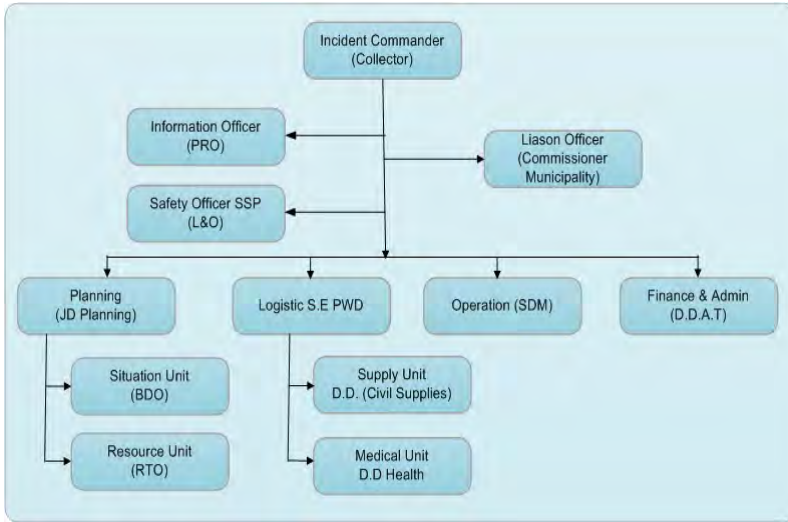 Incident Commander
(Collector)
Information Officer
(PRO)
Liason Officer
(Commissioner
Municipality)
Safety Officer SSP
(L&O)
Planning
(JD Planning)
Logistic S.E PWD
Operation (SDM)
Finance & Admin
(D.D.A.T)
Situation Unit
(BDO)
Supply Unit
D.D. (Civil Supplies)
Resource Unit
(RTO)
Medical Unit
D.D Health